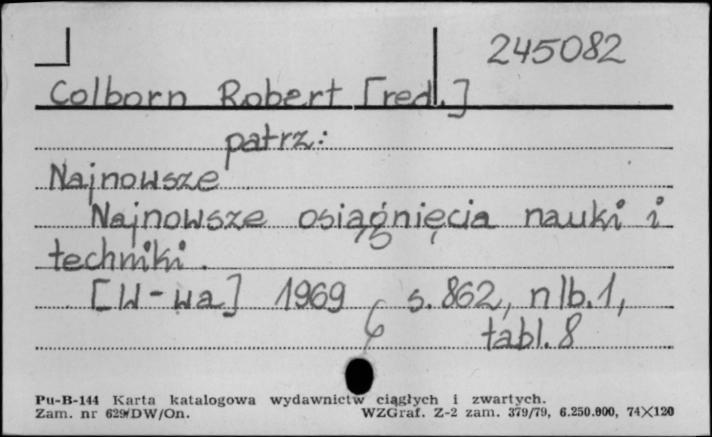 245082
Colborn Robert [red.]
patrz:
Najnowsze
Najnowsze osiągnięcia nauki i
techniki.
[W-wa] 1969 s. 862, nlb. 1,
tabl. 8
Pu-B-144 Karta katalogowa wydawnictw ciągłych i zwartych.
Zam. nr 629/DW/On. WZGraf. Z-2 zam. 379/79, 6.250.000, 74X120